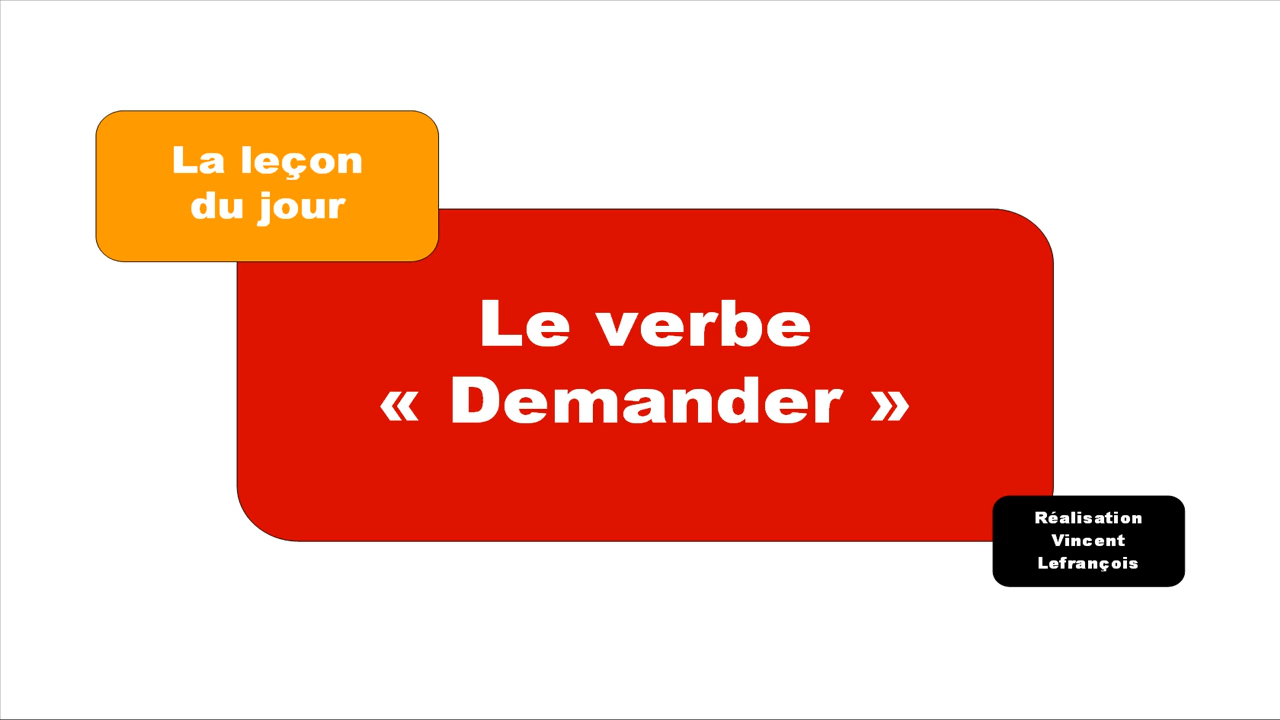 La leçon
du jour
Le verbe
« Demander »
Réalisation
Vincent
Lefrançois